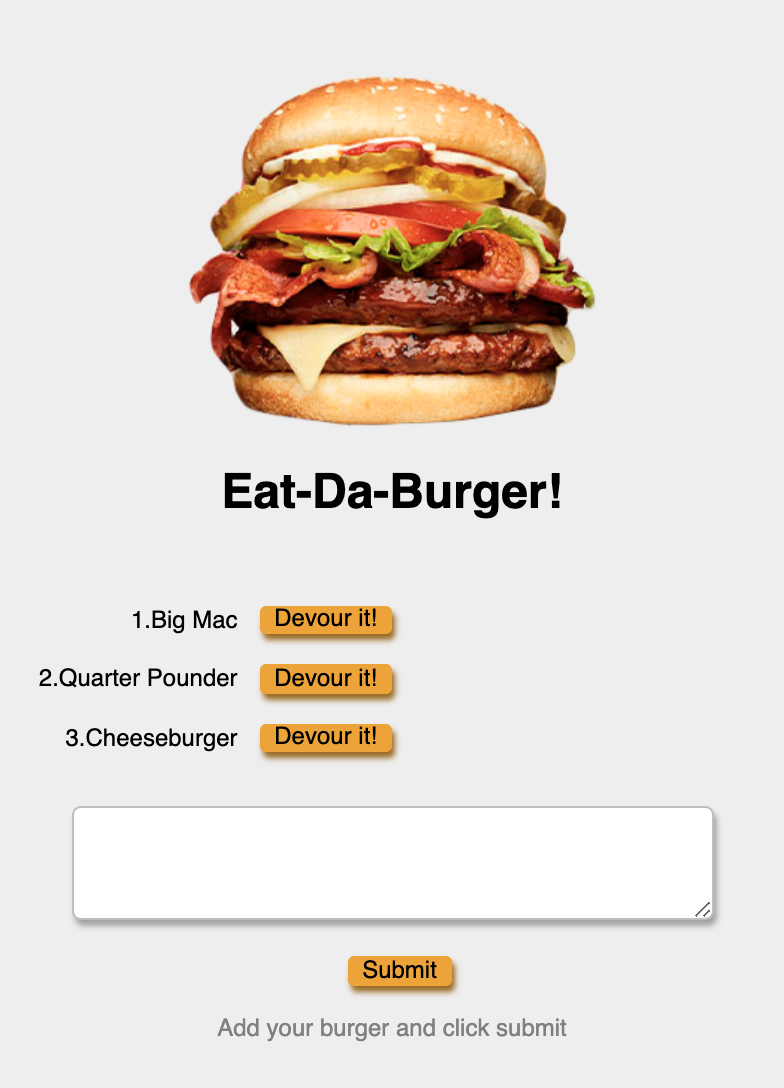 Eat-Da-Burger!
1.Big Mac Devour it!
2.Quarter Pounder Devour it!
3.Cheeseburger Devour it!
Submit
Add your burger and click submit